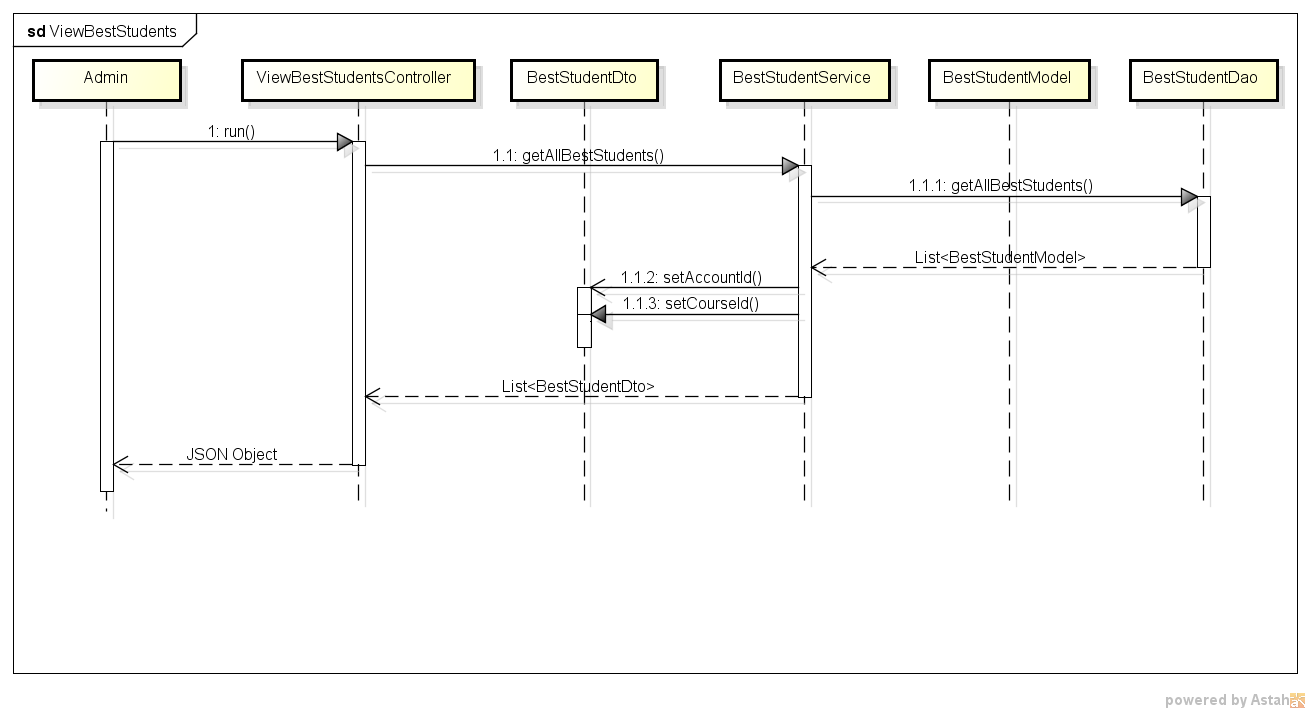 sd ViewBestStudents
Admin
ViewBestStudentsController
BestStudentDto
BestStudentService
BestStudentModel
BestStudentDao
1: run()
1.1: getAllBestStudents()
1.1.1: getAllBestStudents()
List<BestStudentModel>
1.1.2: setAccountId()
1.1.3: setCourseId()
List<BestStudentDto>
JSON Object
powered by Astah